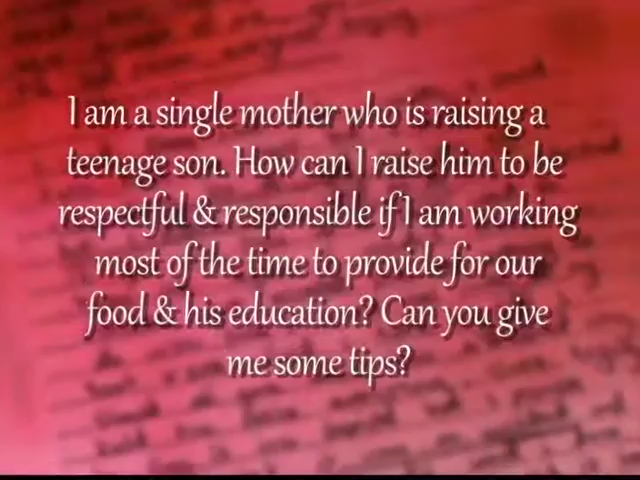 I am a single mother who is raising a
teenage son. How can I raise him to be
respectful & responsible if I am working
most of the time to provide for our
food & his education? Can you give
me some tips?